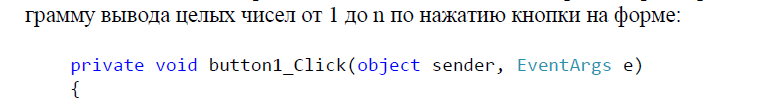 грамму вывода целых чисел от 1 до n по нажатию кнопки на форме:
private void button1_Click(object sender, EventArgs e)
{